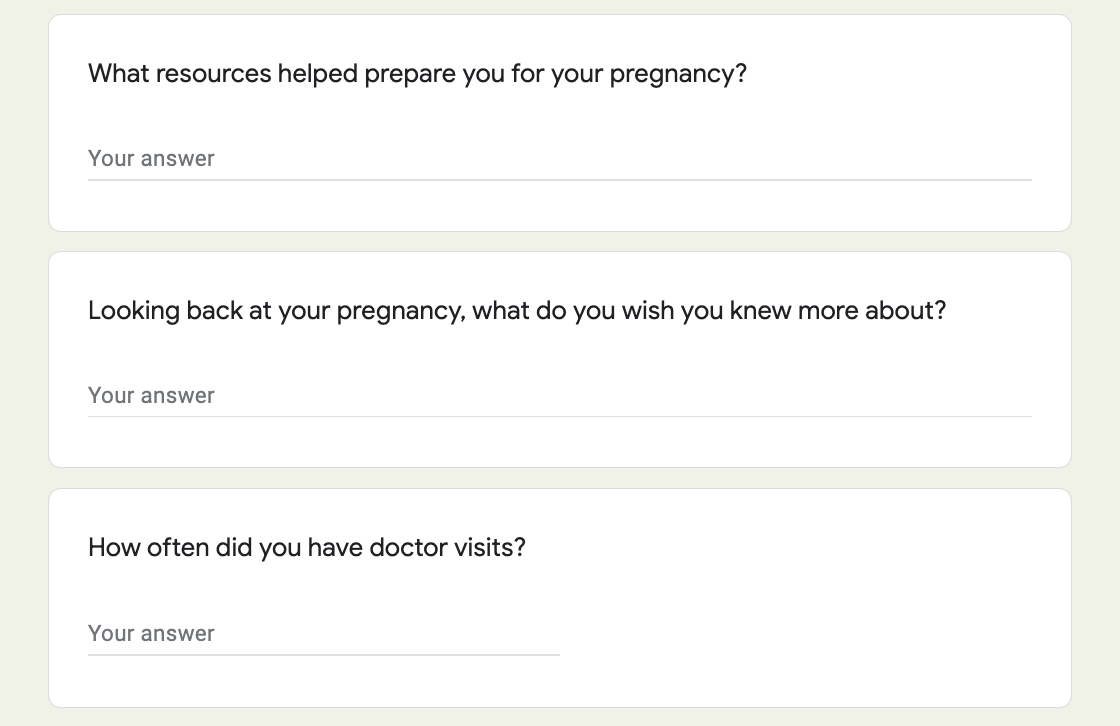 What resources helped prepare you for your pregnancy?
Your answer
Looking back at your pregnancy, what do you wish you knew more about?
Your answer
How often did you have doctor visits?
Your answer